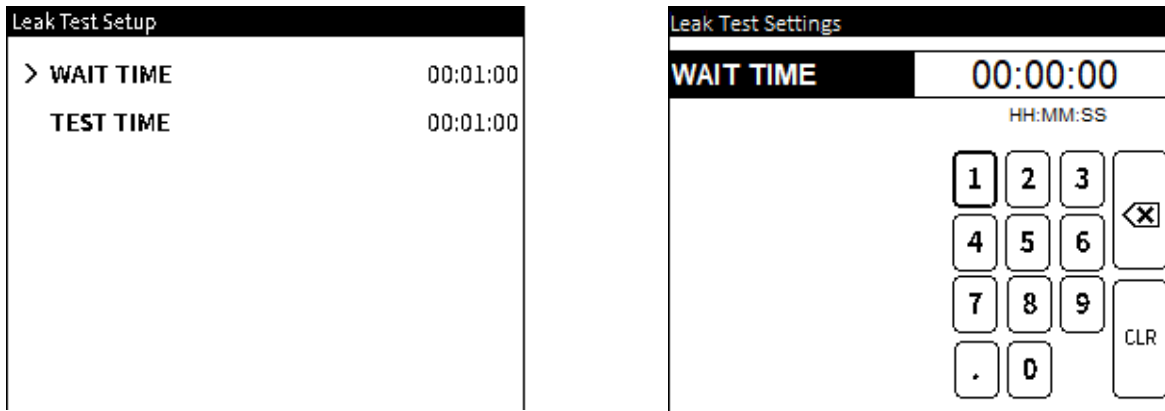 Leak Test Setup
> WAIT TIME 00:01:00
TEST TIME 00:01:00
Leak Test Settings
WAIT TIME 00:00:00
HH:MM:SS
1 2 3
4 5 6
7 8 9
CLR
. 0